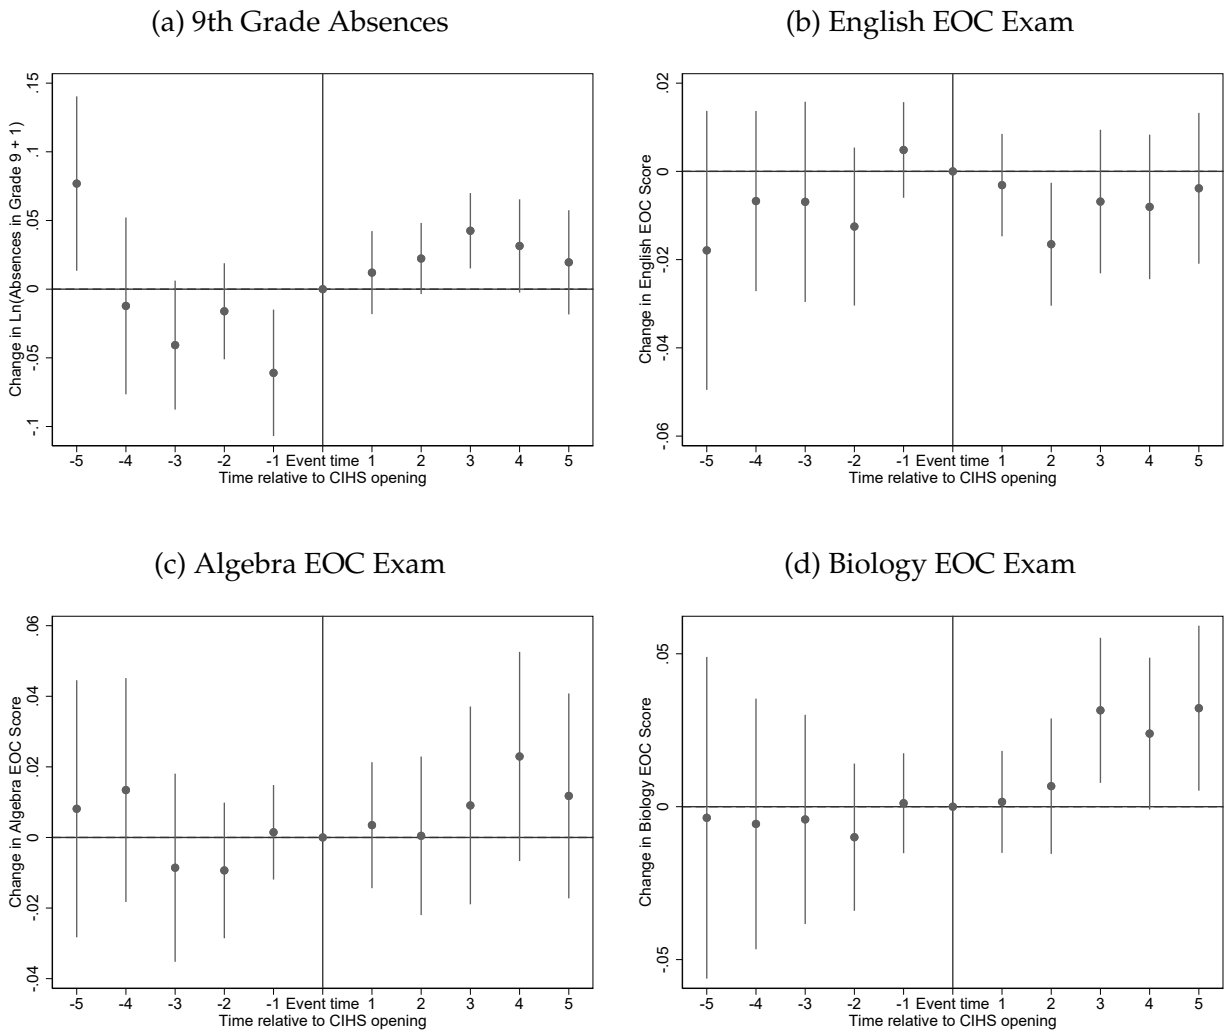 (a) 9th Grade Absences
Change in Ln(Absences in Grade 9 + 1)
.15
.1
.05
0
-.05
-.1
-5 -4 -3 -2 -1 Event time 1 2 3 4 5
Time relative to CIHS opening
(b) English EOC Exam
Change in English EOC Score
.02
0
-.02
-.04
-.06
-5 -4 -3 -2 -1 Event time 1 2 3 4 5
Time relative to CIHS opening
(c) Algebra EOC Exam
Change in Algebra EOC Score
.06
.04
.02
0
-.02
-.04
-5 -4 -3 -2 -1 Event time 1 2 3 4 5
Time relative to CIHS opening
(d) Biology EOC Exam
Change in Biology EOC Score
.05
0
-.05
-5 -4 -3 -2 -1 Event time 1 2 3 4 5
Time relative to CIHS opening